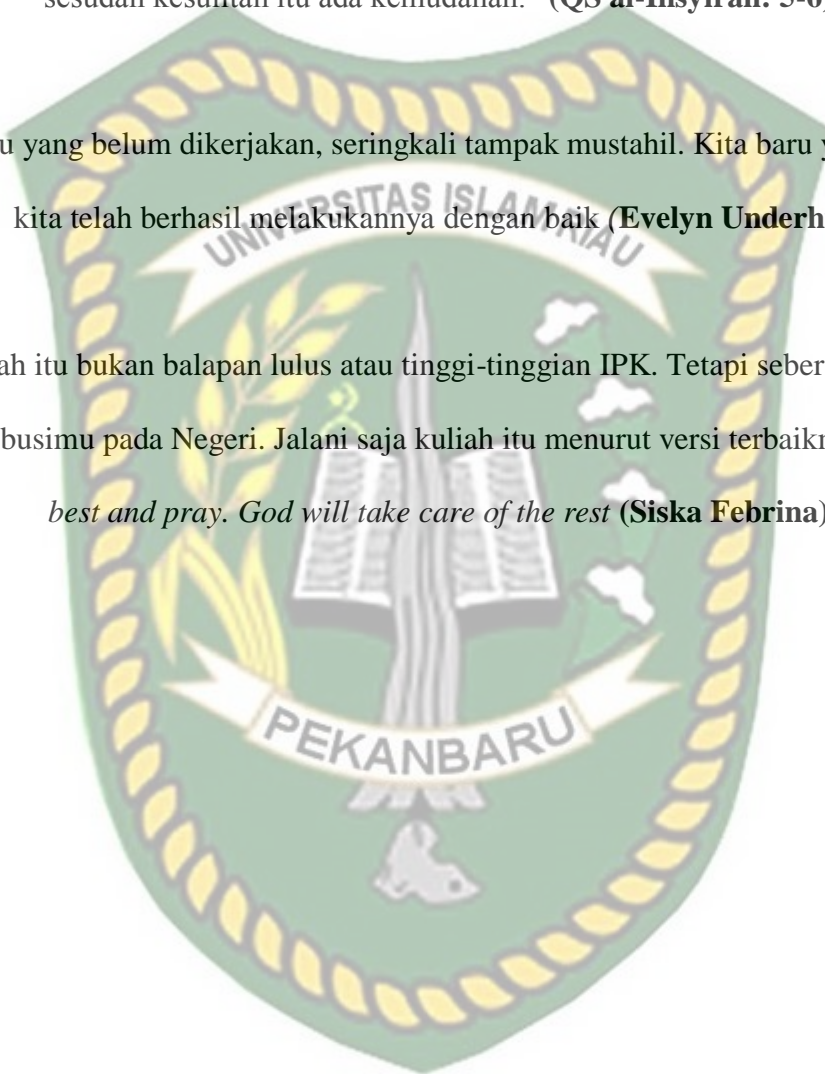 sesudah kesulitan itu ada kemudahan." (QS al-Insyirah: 5-6)
u yang belum dikerjakan, seringkali tampak mustahil. Kita baru y
UNIVERSITAS ISLAM RIAU
kita telah berhasil melakukannya dengan baik (Evelyn Underh
ah itu bukan balapan lulus atau tinggi-tinggian IPK. Tetapi seber
busimu pada Negeri. Jalani saja kuliah itu menurut versi terbaikn
best and pray. God will take care of the rest (Siska Febrina)
PEKANBARU